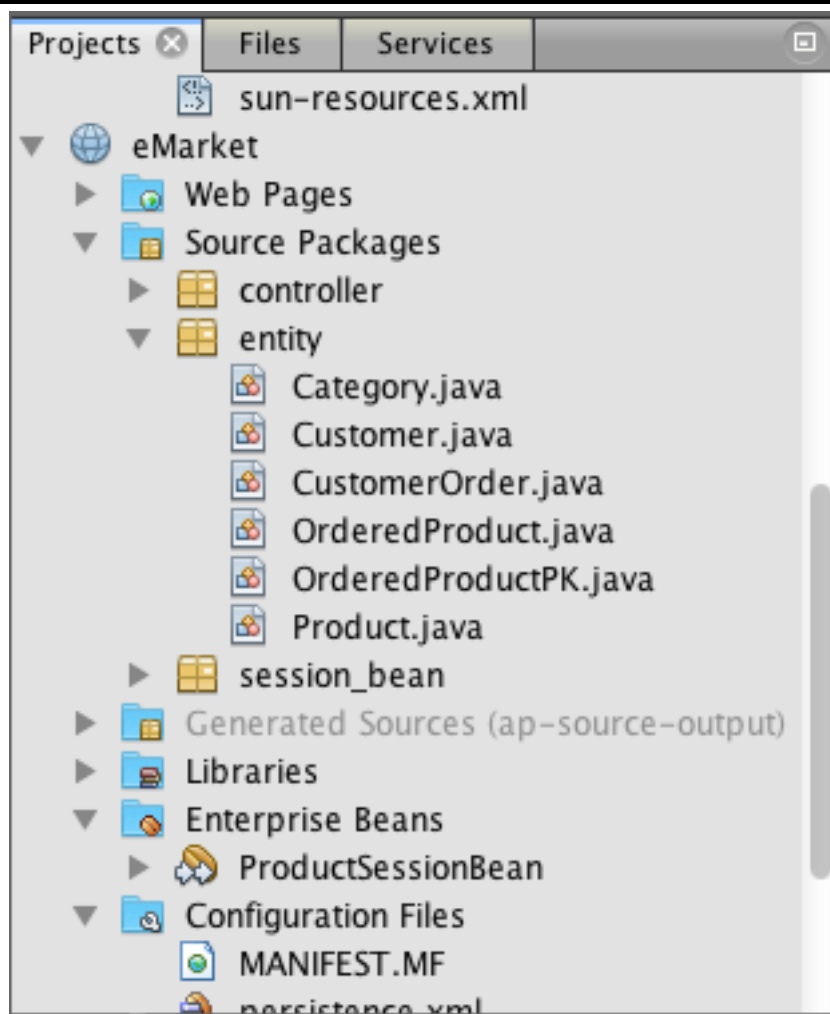 Projects Files Services
sun-resources.xml
eMarket
Web Pages
Source Packages
controller
entity
Category.java
Customer.java
CustomerOrder.java
OrderedProduct.java
OrderedProductPK.java
Product.java
session_bean
Generated Sources (ap-source-output)
Libraries
Enterprise Beans
ProductSessionBean
Configuration Files
MANIFEST.MF
persistence.xml